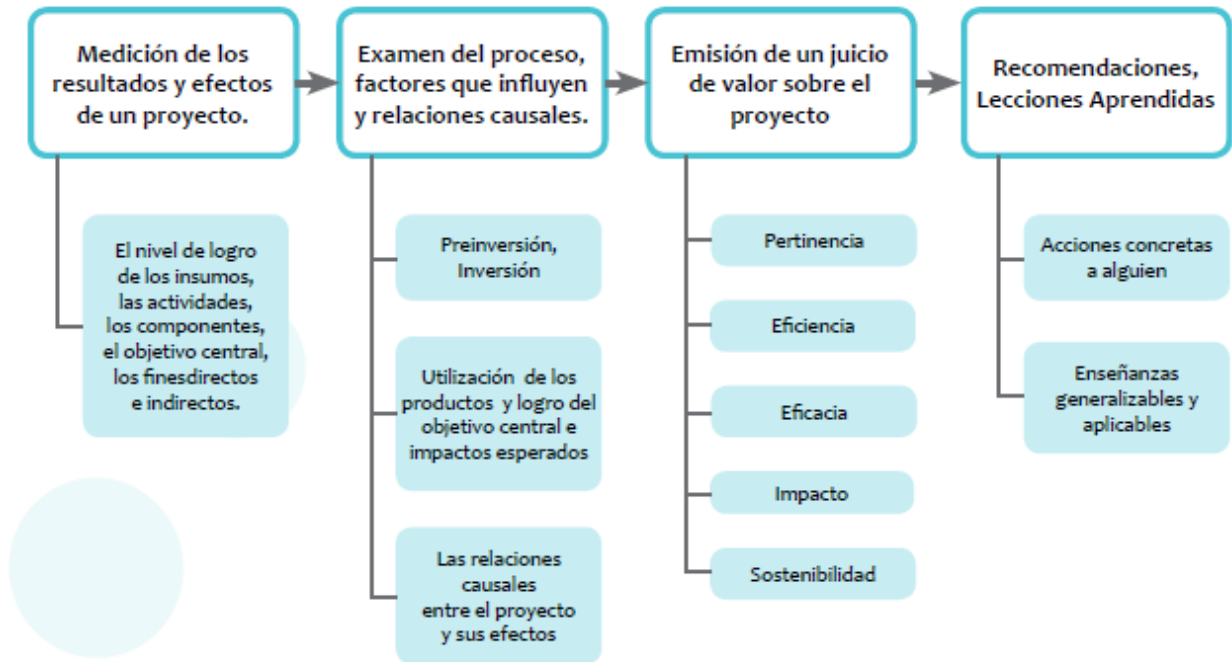 Medición de los
resultados y efectos
de un proyecto.
El nivel de logro
de los insumos,
las actividades,
los componentes,
el objetivo central,
los finesdirectos
e indirectos.
Examen del proceso,
factores que influyen
y relaciones causales.
Preinversión,
Inversión
Utilización de los
productos y logro del
objetivo central e
impactos esperados
Las relaciones
causales
entre el proyecto
y sus efectos
Emisión de un juicio
de valor sobre el
proyecto
Pertinencia
Eficiencia
Eficacia
Impacto
Sostenibilidad
Recomendaciones,
Lecciones Aprendidas
Acciones concretas
a alguien
Enseñanzas
generalizables y
aplicables